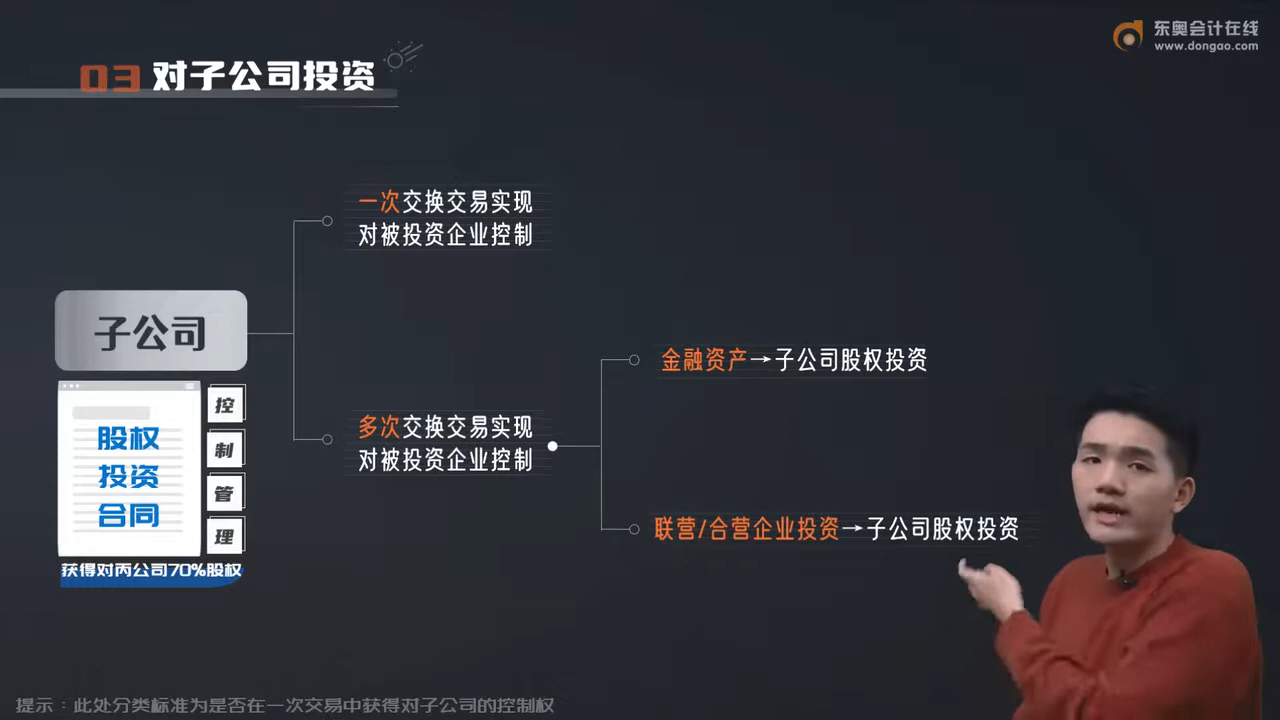 东奥会计在线
www.dongao.com
03 对子公司投资
一次交换交易实现
对被投资企业控制
子公司
股权
投资
合同
控
制
管
理
获得对丙公司70%股权
多次交换交易实现
对被投资企业控制
金融资产→子公司股权投资
联营/合营企业投资→子公司股权投资
提示：此处分类标准为是否在一次交易中获得对子公司的控制权